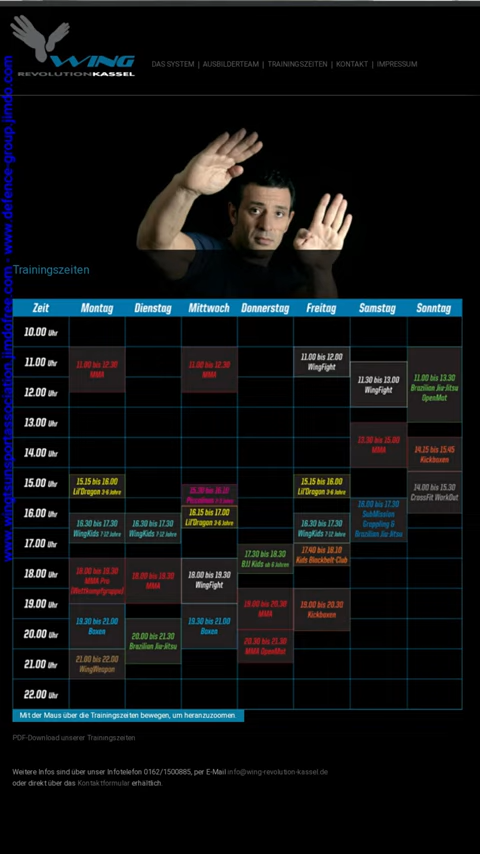 WING
REVOLUTIONKASSEL
DAS SYSTEM | AUSBILDERTEAM | TRAININGSZEITEN | KONTAKT | IMPRESSUM
www.wingtsunsportassociation.jimdofree.com - www.defence-group.jimdo.com
Trainingszeiten
Zeit Montag Dienstag Mittwoch Donnerstag Freitag Samstag Sonntag
10.00 Uhr
11.00 Uhr
12.00 Uhr
13.00 Uhr
14.00 Uhr
15.00 Uhr
16.00 Uhr
17.00 Uhr
18.00 Uhr
19.00 Uhr
20.00 Uhr
21.00 Uhr
22.00 Uhr
11.00 bis 12.30
MMA
15.15 bis 16.00
Lil'Dragon 3-6 Jahre
16.30 bis 17.30
WingKids 7-12 Jahre
18.00 bis 19.30
MMA Pro
(Wettkampfgruppe)
19.30 bis 21.00
Boxen
21.00 bis 22.00
WingWeapon
16.30 bis 17.30
WingKids 7-12 Jahre
18.00 bis 19.30
MMA
20.00 bis 21.30
Brazilian Jiu-Jitsu
11.00 bis 12.30
MMA
16.15 bis 17.00
Lil'Dragon 3-6 Jahre
18.00 bis 19.30
WingFight
19.30 bis 21.00
Boxen
17.30 bis 18.30
BJJ Kids ab 6 Jahren
19.00 bis 20.30
MMA
20.30 bis 21.30
MMA OpenMat
11.00 bis 12.00
WingFight
15.15 bis 16.00
Lil'Dragon 3-6 Jahre
16.30 bis 17.30
WingKids 7-12 Jahre
17.40 bis 18.10
Kids Blackbelt-Club
19.00 bis 20.30
Kickboxen
11.30 bis 13.00
WingFight
13.30 bis 15.00
MMA
16.00 bis 17.30
SubMission
Grappling &
Brazilian Jiu-Jitsu
11.00 bis 13.30
Brazilian Jiu-Jitsu
OpenMat
14.15 bis 15.45
Kickboxen
14.00 bis 15.30
CrossFit WorkOut
Mit der Maus über die Trainingszeiten bewegen, um heranzuzoomen
PDF-Download unserer Trainingszeiten
Weitere Infos sind über unser Infotelefon 0162/1500885, per E-Mail info@wing-revolution-kassel.de
oder direkt über das Kontaktformular erhältlich.